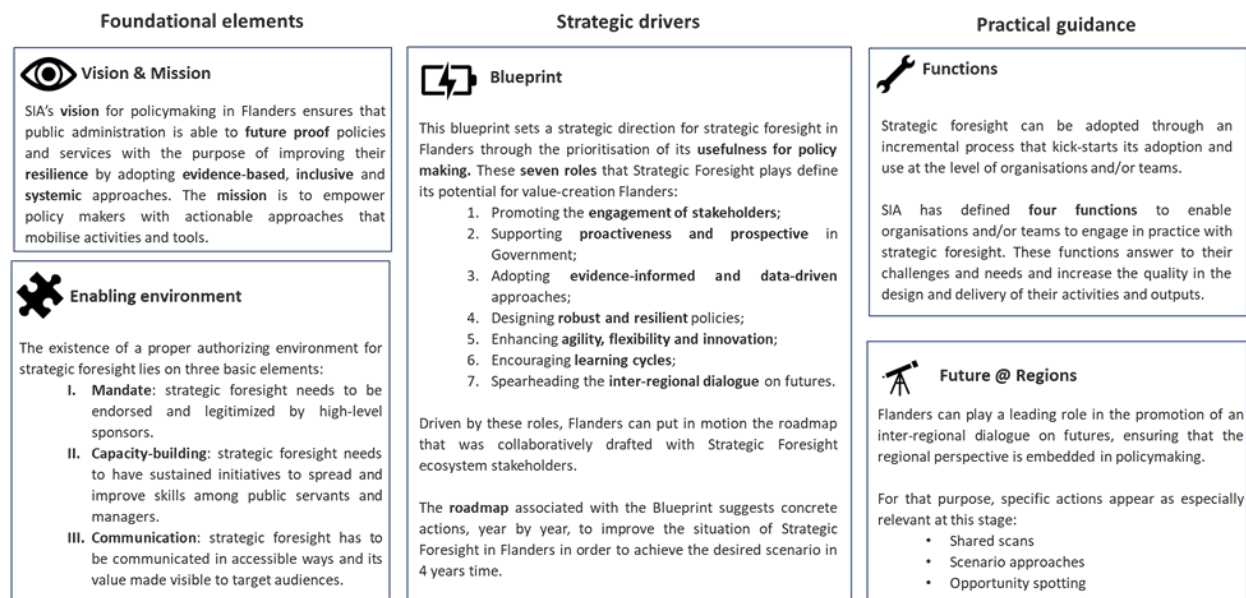 Foundational elements
Vision & Mission
SIA's vision for policymaking in Flanders ensures that
public administration is able to future proof policies
and services with the purpose of improving their
resilience by adopting evidence-based, inclusive and
systemic approaches. The mission is to empower
policy makers with actionable approaches that
mobilise activities and tools.
Enabling environment
The existence of a proper authorizing environment for
strategic foresight lies on three basic elements:
I. Mandate: strategic foresight needs to be
endorsed and legitimized by high-level
sponsors.
II. Capacity-building: strategic foresight needs
to have sustained initiatives to spread and
improve skills among public servants and
managers.
III. Communication: strategic foresight has to
be communicated in accessible ways and its
value made visible to target audiences.
Strategic drivers
Blueprint
This blueprint sets a strategic direction for strategic foresight in
Flanders through the prioritisation of its usefulness for policy
making. These seven roles that Strategic Foresight plays define
its potential for value-creation Flanders:
1. Promoting the engagement of stakeholders;
2. Supporting proactiveness and prospective in
Government;
3. Adopting evidence-informed and data-driven
approaches;
4. Designing robust and resilient policies;
5. Enhancing agility, flexibility and innovation;
6. Encouraging learning cycles;
7. Spearheading the inter-regional dialogue on futures.
Driven by these roles, Flanders can put in motion the roadmap
that was collaboratively drafted with Strategic Foresight
ecosystem stakeholders.
The roadmap associated with the Blueprint suggests concrete
actions, year by year, to improve the situation of Strategic
Foresight in Flanders in order to achieve the desired scenario in
4 years time.
Practical guidance
Functions
Strategic foresight can be adopted through an
incremental process that kick-starts its adoption and
use at the level of organisations and/or teams.
SIA has defined four functions to enable
organisations and/or teams to engage in practice with
strategic foresight. These functions answer to their
challenges and needs and increase the quality in the
design and delivery of their activities and outputs.
Future @ Regions
Flanders can play a leading role in the promotion of an
inter-regional dialogue on futures, ensuring that the
regional perspective is embedded in policymaking.
For that purpose, specific actions appear as especially
relevant at this stage:
• Shared scans
• Scenario approaches
• Opportunity spotting